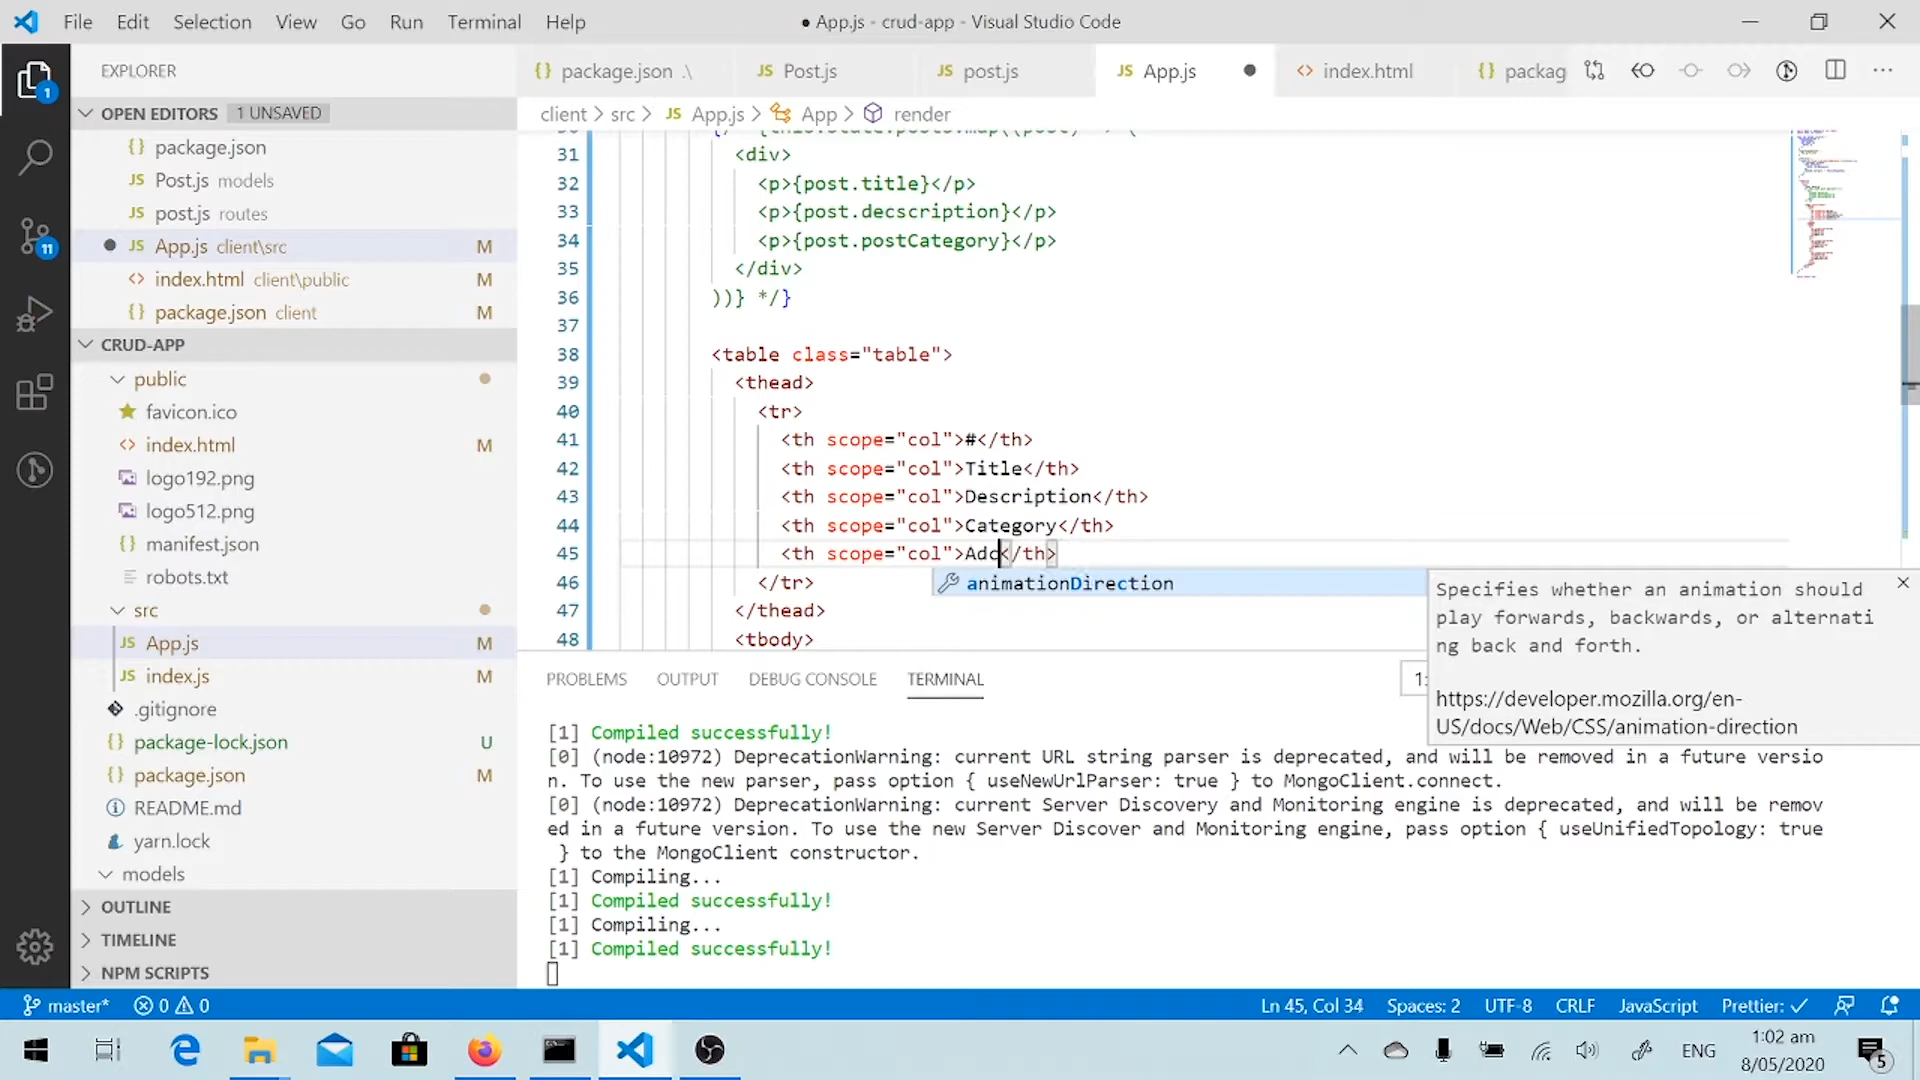 File Edit Selection View Go Run Terminal Help
● App.js - crud-app - Visual Studio Code
EXPLORER
{} package.json .\ JS Post.js JS post.js JS App.js ● <> index.html {} packag
OPEN EDITORS 1 UNSAVED
client > src > JS App.js > App > render
{} package.json
JS Post.js models
JS post.js routes
● JS App.js client\src M
<> index.html client\public M
{} package.json client M
CRUD-APP
public
favicon.ico
<> index.html M
logo192.png
logo512.png
{} manifest.json
robots.txt
src
JS App.js M
JS index.js M
.gitignore
{} package-lock.json U
{} package.json M
README.md
yarn.lock
models
OUTLINE
TIMELINE
NPM SCRIPTS
1
11
31 <div>
32 <p>{post.title}</p>
33 <p>{post.decscription}</p>
34 <p>{post.postCategory}</p>
35 </div>
36 ))} */}
37
38 <table class="table">
39 <thead>
40 <tr>
41 <th scope="col">#</th>
42 <th scope="col">Title</th>
43 <th scope="col">Description</th>
44 <th scope="col">Category</th>
45 <th scope="col">Adc</th>
46 </tr>
47 </thead>
48 <tbody>
animationDirection
Specifies whether an animation should
play forwards, backwards, or alternati
ng back and forth.
https://developer.mozilla.org/en-
US/docs/Web/CSS/animation-direction
PROBLEMS OUTPUT DEBUG CONSOLE TERMINAL 1:
[1] Compiled successfully!
[0] (node:10972) DeprecationWarning: current URL string parser is deprecated, and will be removed in a future versio
n. To use the new parser, pass option { useNewUrlParser: true } to MongoClient.connect.
[0] (node:10972) DeprecationWarning: current Server Discovery and Monitoring engine is deprecated, and will be remov
ed in a future version. To use the new Server Discover and Monitoring engine, pass option { useUnifiedTopology: true
} to the MongoClient constructor.
[1] Compiling...
[1] Compiled successfully!
[1] Compiling...
[1] Compiled successfully!
master* 0 0 Ln 45, Col 34 Spaces: 2 UTF-8 CRLF JavaScript Prettier: ✓
ENG
1:02 am
8/05/2020
5